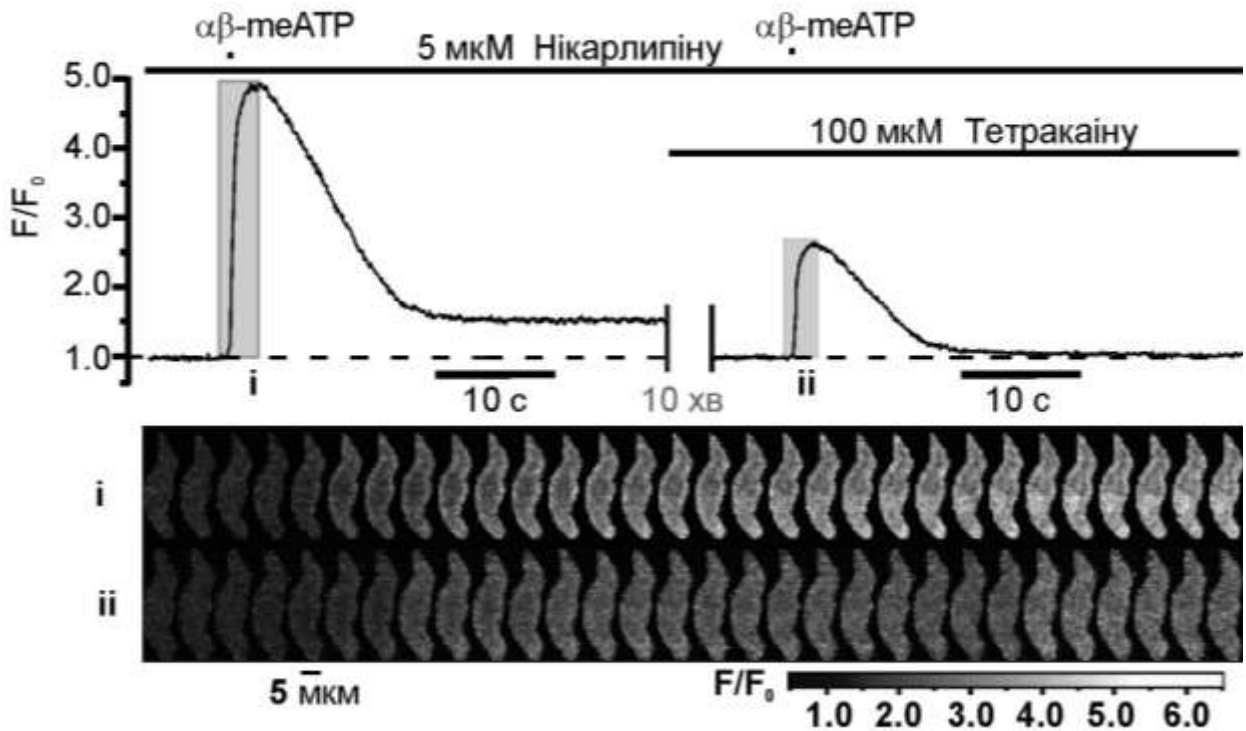 αβ-meATP αβ-meATP
5 мкМ Нікарлипіну
5.0
100 мкМ Тетракаіну
4.0
F/F₀
3.0
2.0
1.0
i ii
10 с 10 хв 10 с
i
ii
5 мкм
F/F₀
1.0 2.0 3.0 4.0 5.0 6.0